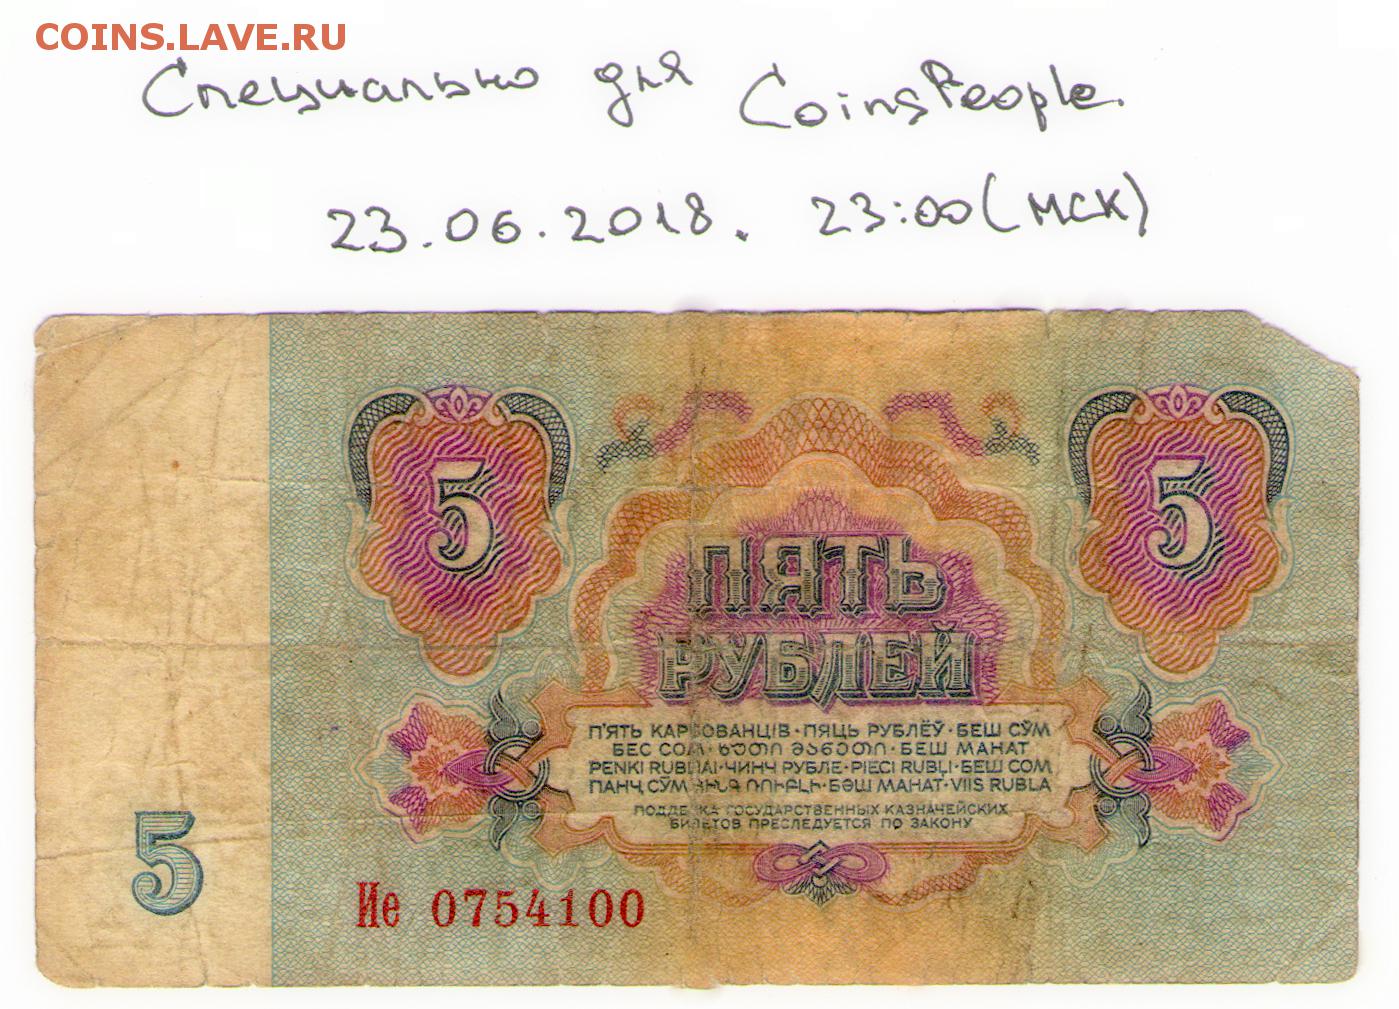 COINS.LAVE.RU
Специально для CoinsPeople.
23.06.2018. 23:00 (МСК)
5 5
ПЯТЬ
РУБЛЕЙ
П'ЯТЬ КАРБОВАНЦІВ · ПЯЦЬ РУБЛЁЎ · БЕШ СЎМ
БЕС СОМ · ხუთი მანეთი · БЕШ МАНАТ
PENKI RUBLIAI · ЧИНЧ РУБЛЕ · PIECI RUBĻI · БЕШ СОМ
ПАНҶ СЎМ ՀԻՆԳ ՌՈՒԲԼԻ · БӘШ МАНАТ · VIIS RUBLA
ПОДДЕЛКА ГОСУДАРСТВЕННЫХ КАЗНАЧЕЙСКИХ
БИЛЕТОВ ПРЕСЛЕДУЕТСЯ ПО ЗАКОНУ
5
Ие 0754100